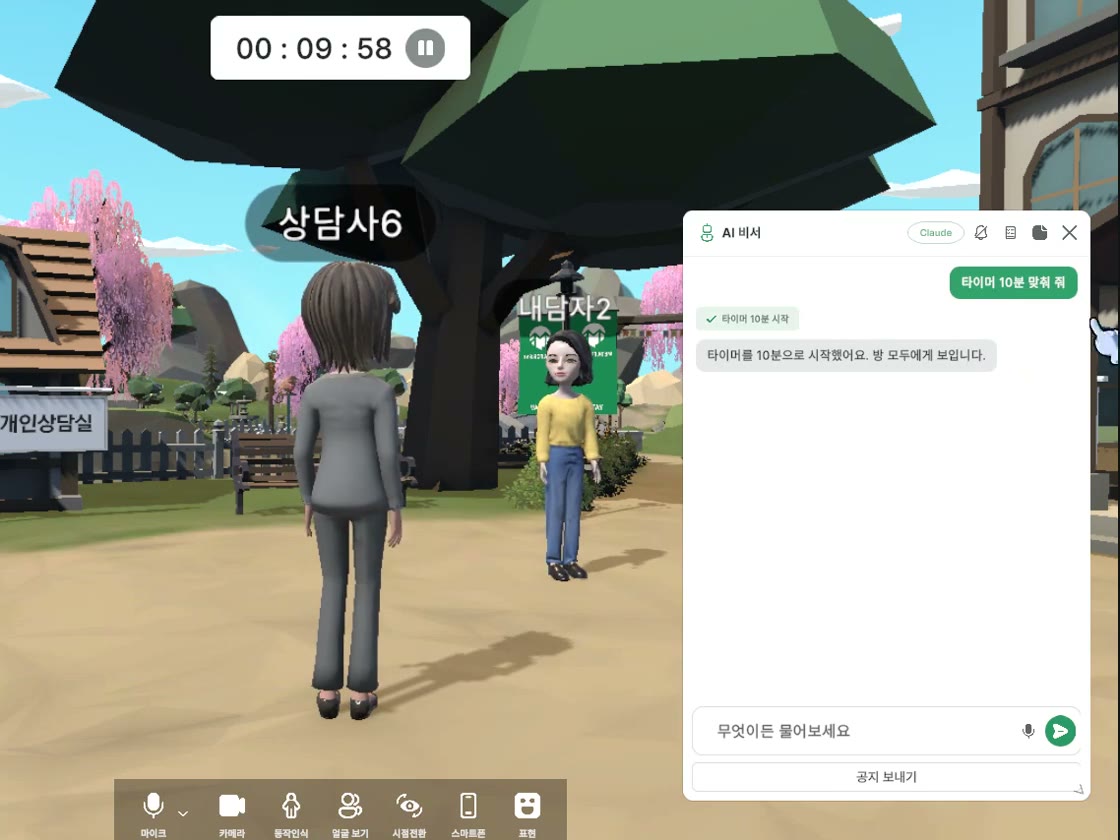 00 : 09 : 58
상담사6
내담자2
개인상담실
AI 비서
Claude
타이머 10분 맞춰 줘
타이머 10분 시작
타이머를 10분으로 시작했어요. 방 모두에게 보입니다.
무엇이든 물어보세요
공지 보내기
마이크
카메라
동작인식
얼굴 보기
시점전환
스마트폰
표현